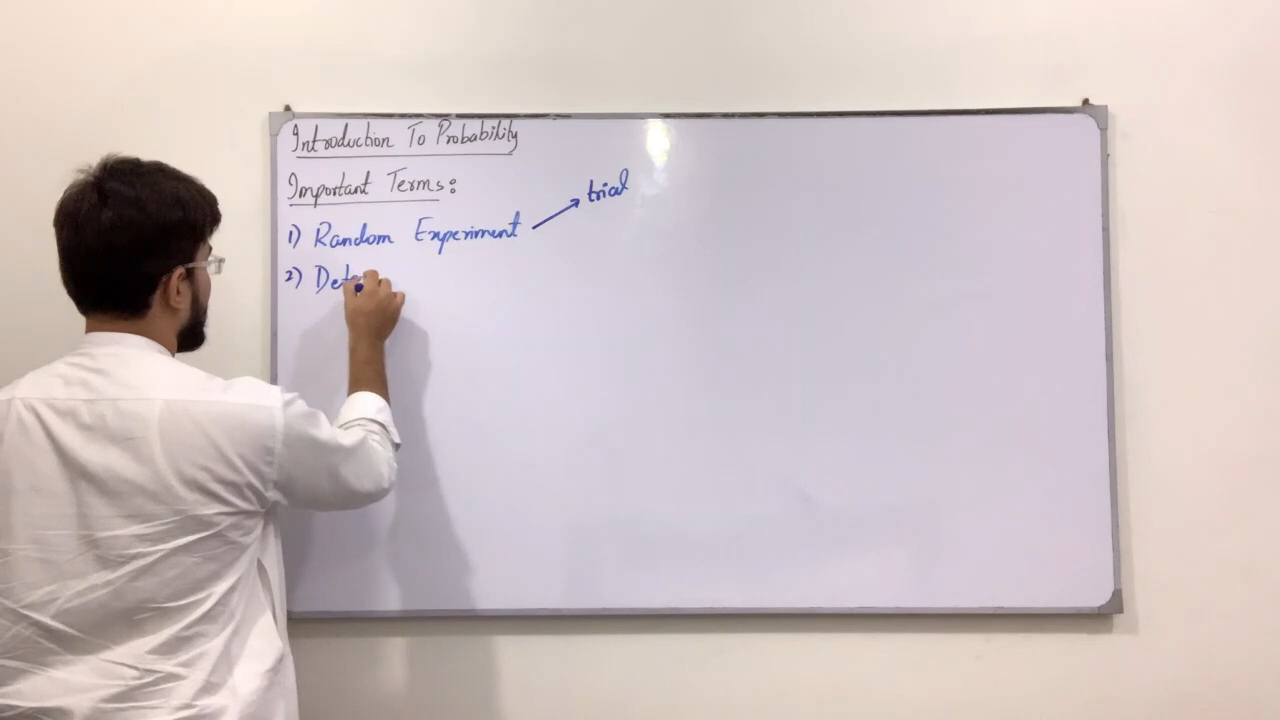 Introduction To Probability
Important Terms:
1) Random Experiment → trial
2)